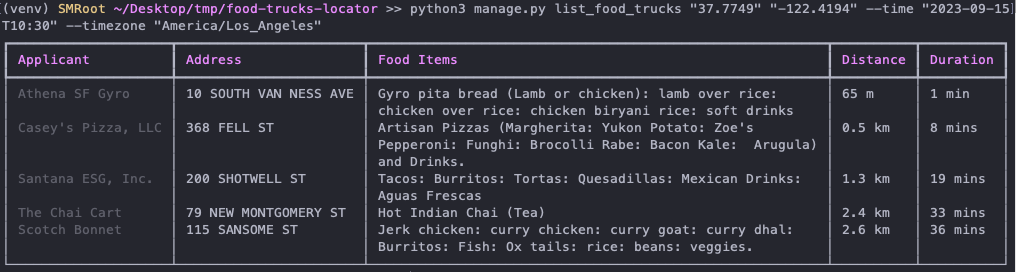 (venv) SMRoot ~/Desktop/tmp/food-trucks-locator >> python3 manage.py list_food_trucks "37.7749" "-122.4194" --time "2023-09-15
T10:30" --timezone "America/Los_Angeles"
Applicant Address Food Items Distance Duration
Athena SF Gyro 10 SOUTH VAN NESS AVE Gyro pita bread (Lamb or chicken): lamb over rice: 65 m 1 min
chicken over rice: chicken biryani rice: soft drinks
Casey's Pizza, LLC 368 FELL ST Artisan Pizzas (Margherita: Yukon Potato: Zoe's 0.5 km 8 mins
Pepperoni: Funghi: Brocolli Rabe: Bacon Kale:  Arugula)
and Drinks.
Santana ESG, Inc. 200 SHOTWELL ST Tacos: Burritos: Tortas: Quesadillas: Mexican Drinks: 1.3 km 19 mins
Aguas Frescas
The Chai Cart 79 NEW MONTGOMERY ST Hot Indian Chai (Tea) 2.4 km 33 mins
Scotch Bonnet 115 SANSOME ST Jerk chicken: curry chicken: curry goat: curry dhal: 2.6 km 36 mins
Burritos: Fish: Ox tails: rice: beans: veggies.